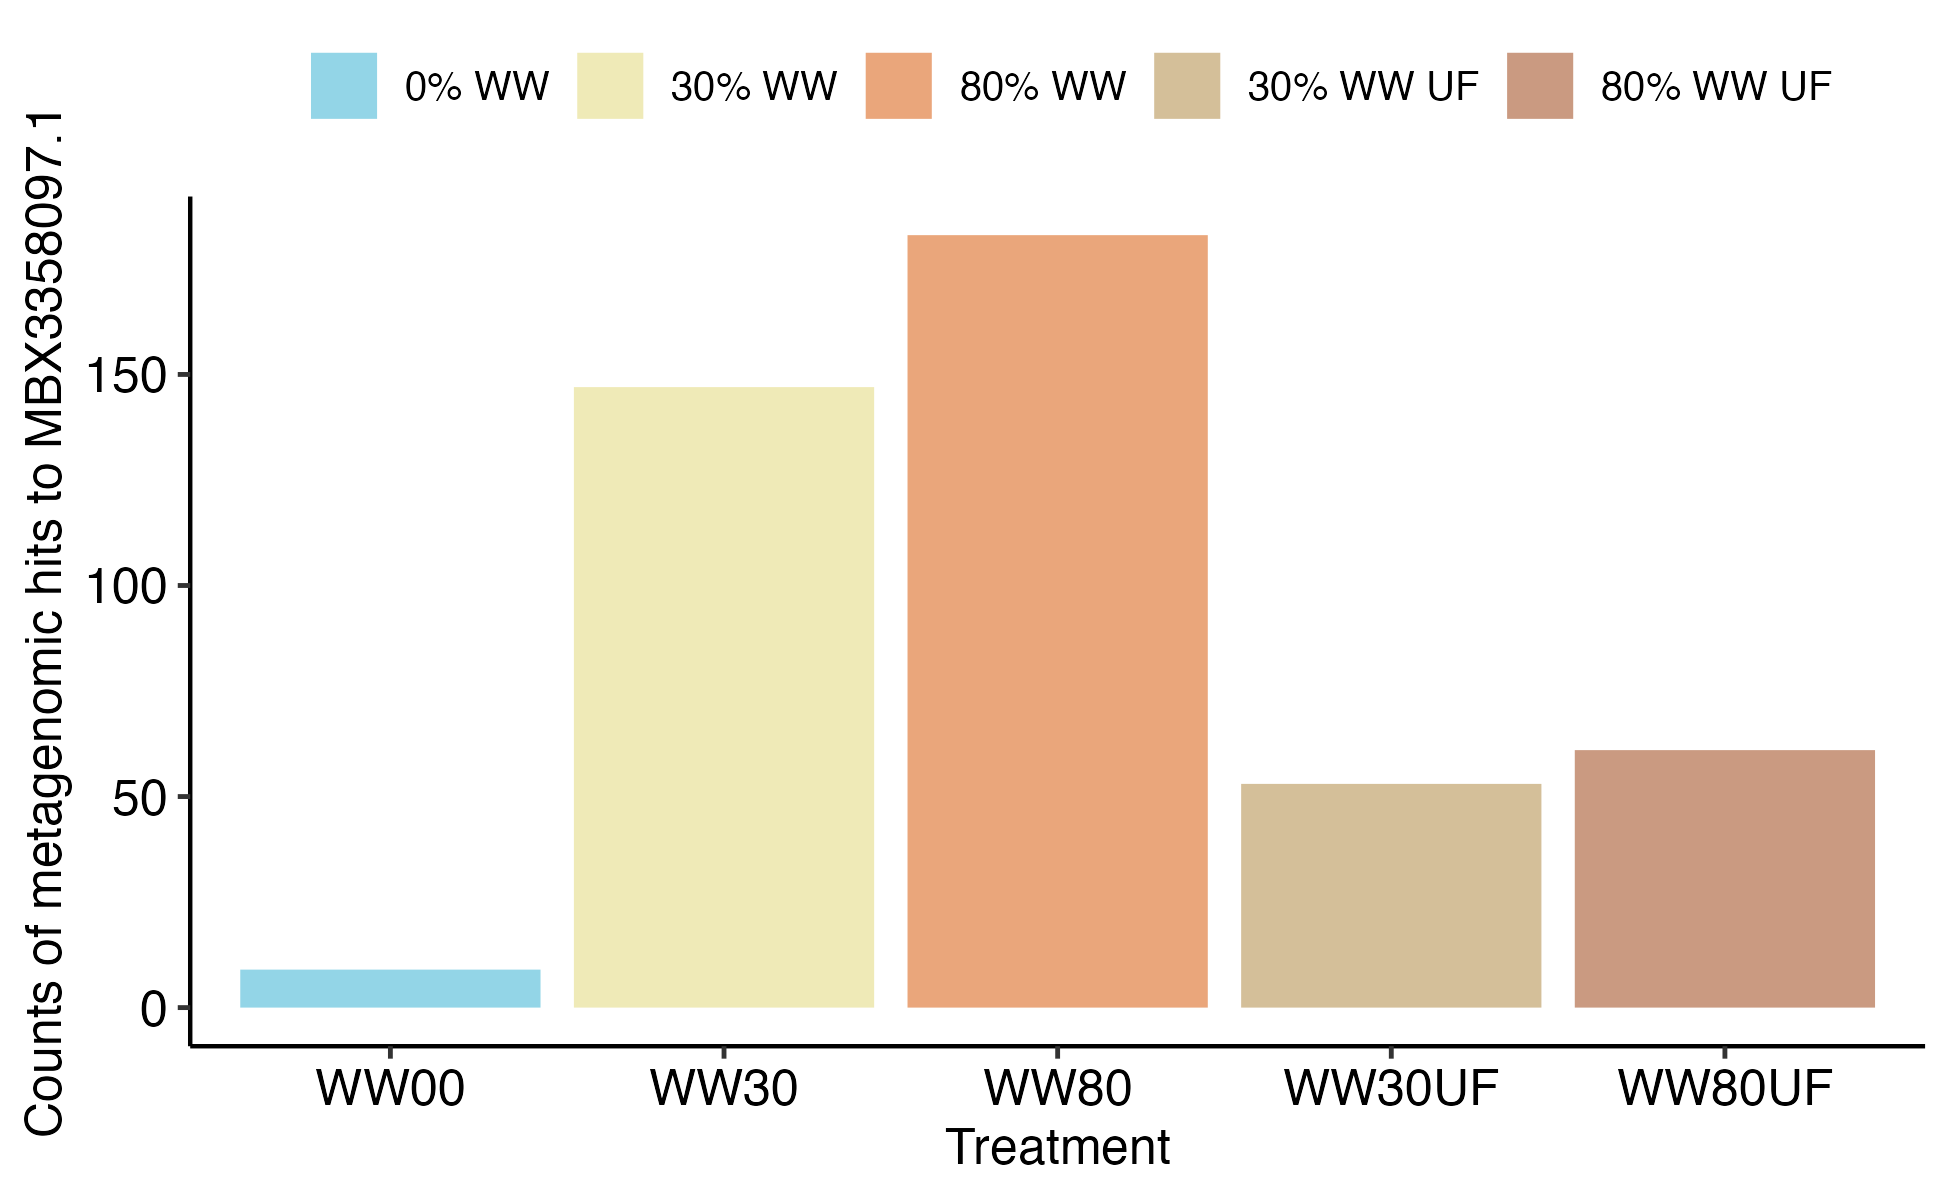 0% WW
30% WW
80% WW
30% WW UF
80% WW UF
Counts of metagenomic hits to MBX3358097.1
150
100
50
0
WW00
WW30
WW80
WW30UF
WW80UF
Treatment